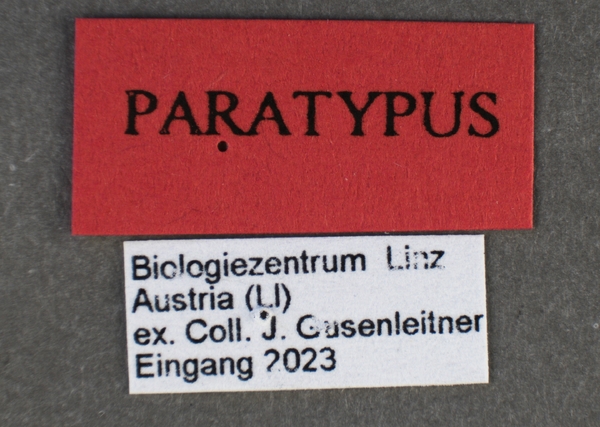 PARATYPUS
Biologiezentrum Linz
Austria (LI)
ex. Coll. J. Gusenleitner
Eingang 2023